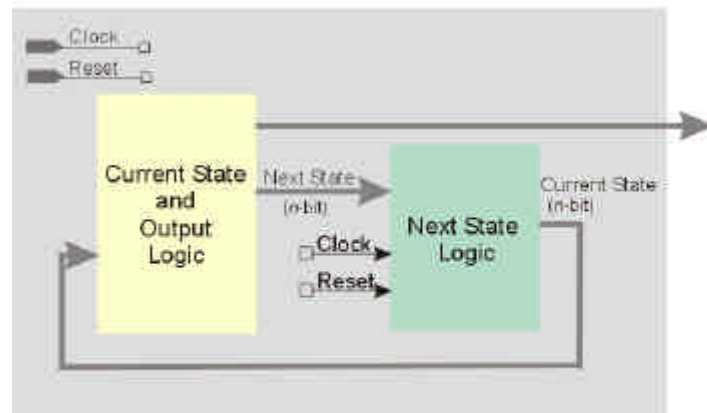 Clock
Reset
Current State
and
Output
Logic
Next State
(n-bit)
Clock
Reset
Next State
Logic
Current State
(n-bit)